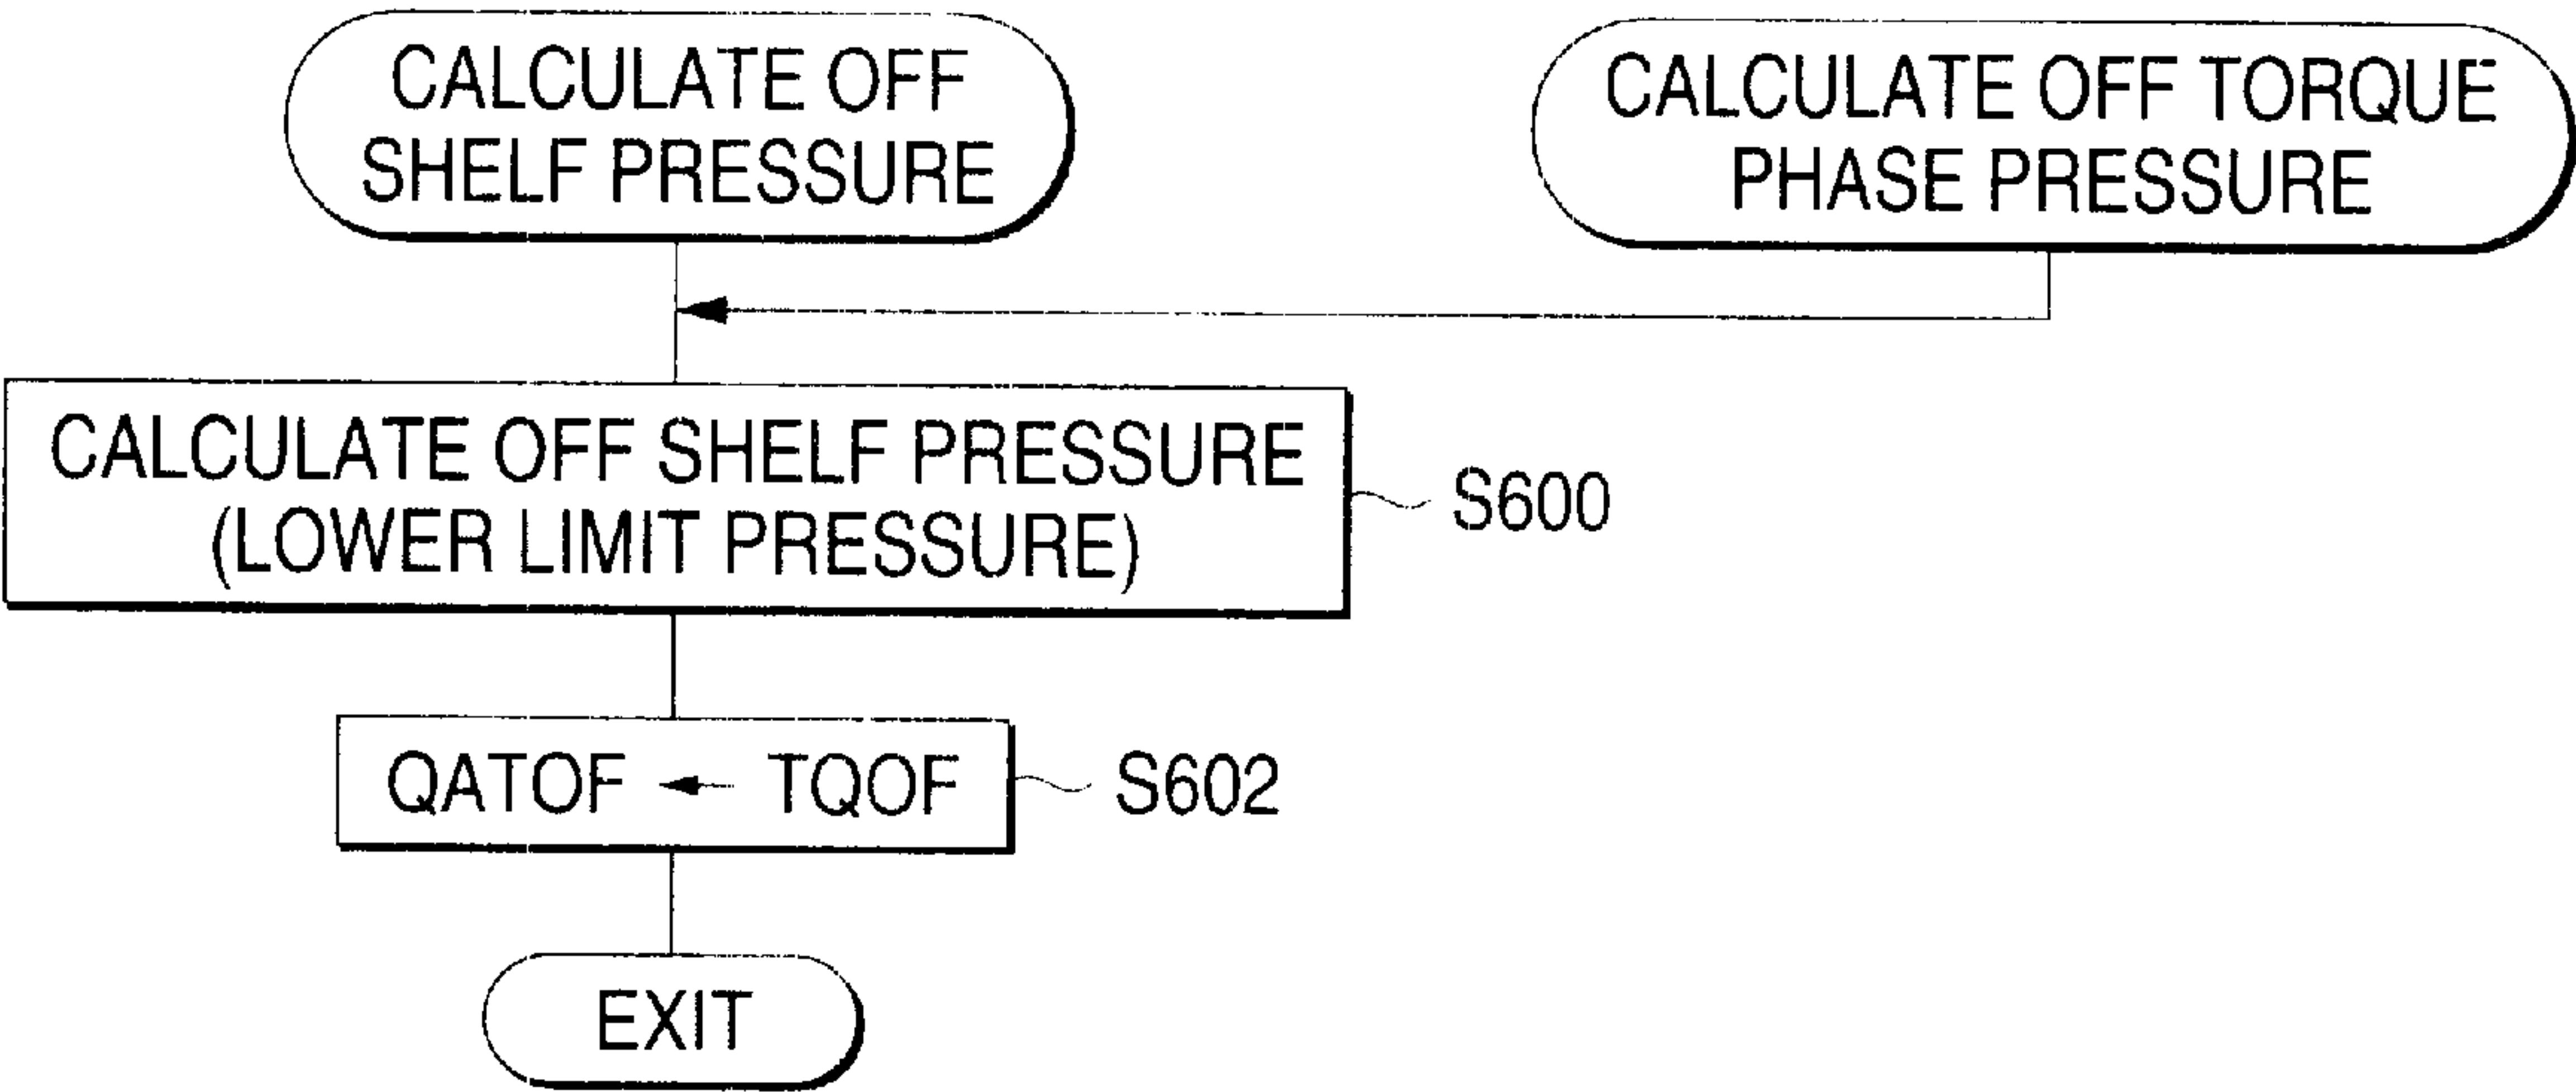 CALCULATE OFF
SHELF PRESSURE
CALCULATE OFF TORQUE
PHASE PRESSURE
CALCULATE OFF SHELF PRESSURE
(LOWER LIMIT PRESSURE)
S600
QATOF ← TQOF
S602
EXIT